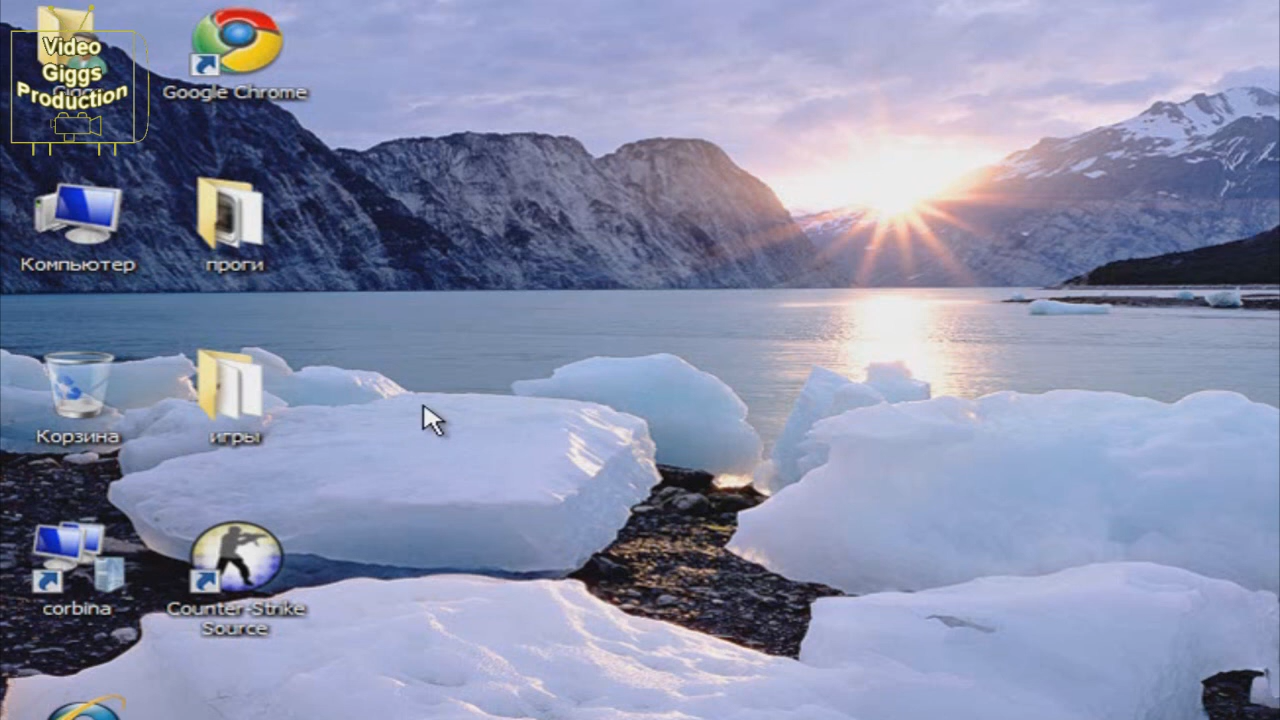 Video
Giggs
Production
Google Chrome
Компьютер
проги
Корзина
игры
corbina
Counter-Strike
Source